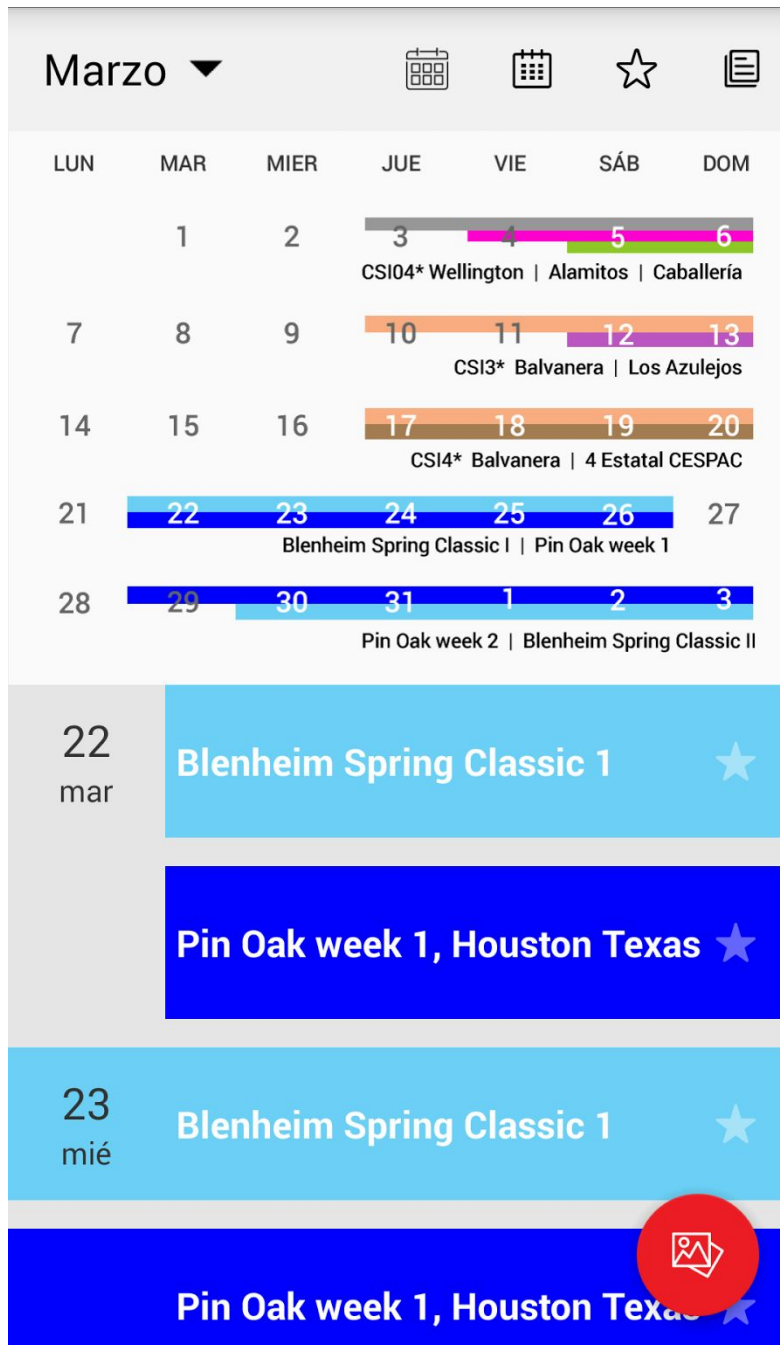 Marzo
LUN MAR MIER JUE VIE SÁB DOM
1 2 3 4 5 6
CSI04* Wellington | Alamitos | Caballería
7 8 9 10 11 12 13
CSI3* Balvanera | Los Azulejos
14 15 16 17 18 19 20
CSI4* Balvanera | 4 Estatal CESPAC
21 22 23 24 25 26 27
Blenheim Spring Classic I | Pin Oak week 1
28 29 30 31 1 2 3
Pin Oak week 2 | Blenheim Spring Classic II
22
mar
Blenheim Spring Classic 1
Pin Oak week 1, Houston Texas
23
mié
Blenheim Spring Classic 1
Pin Oak week 1, Houston Texas